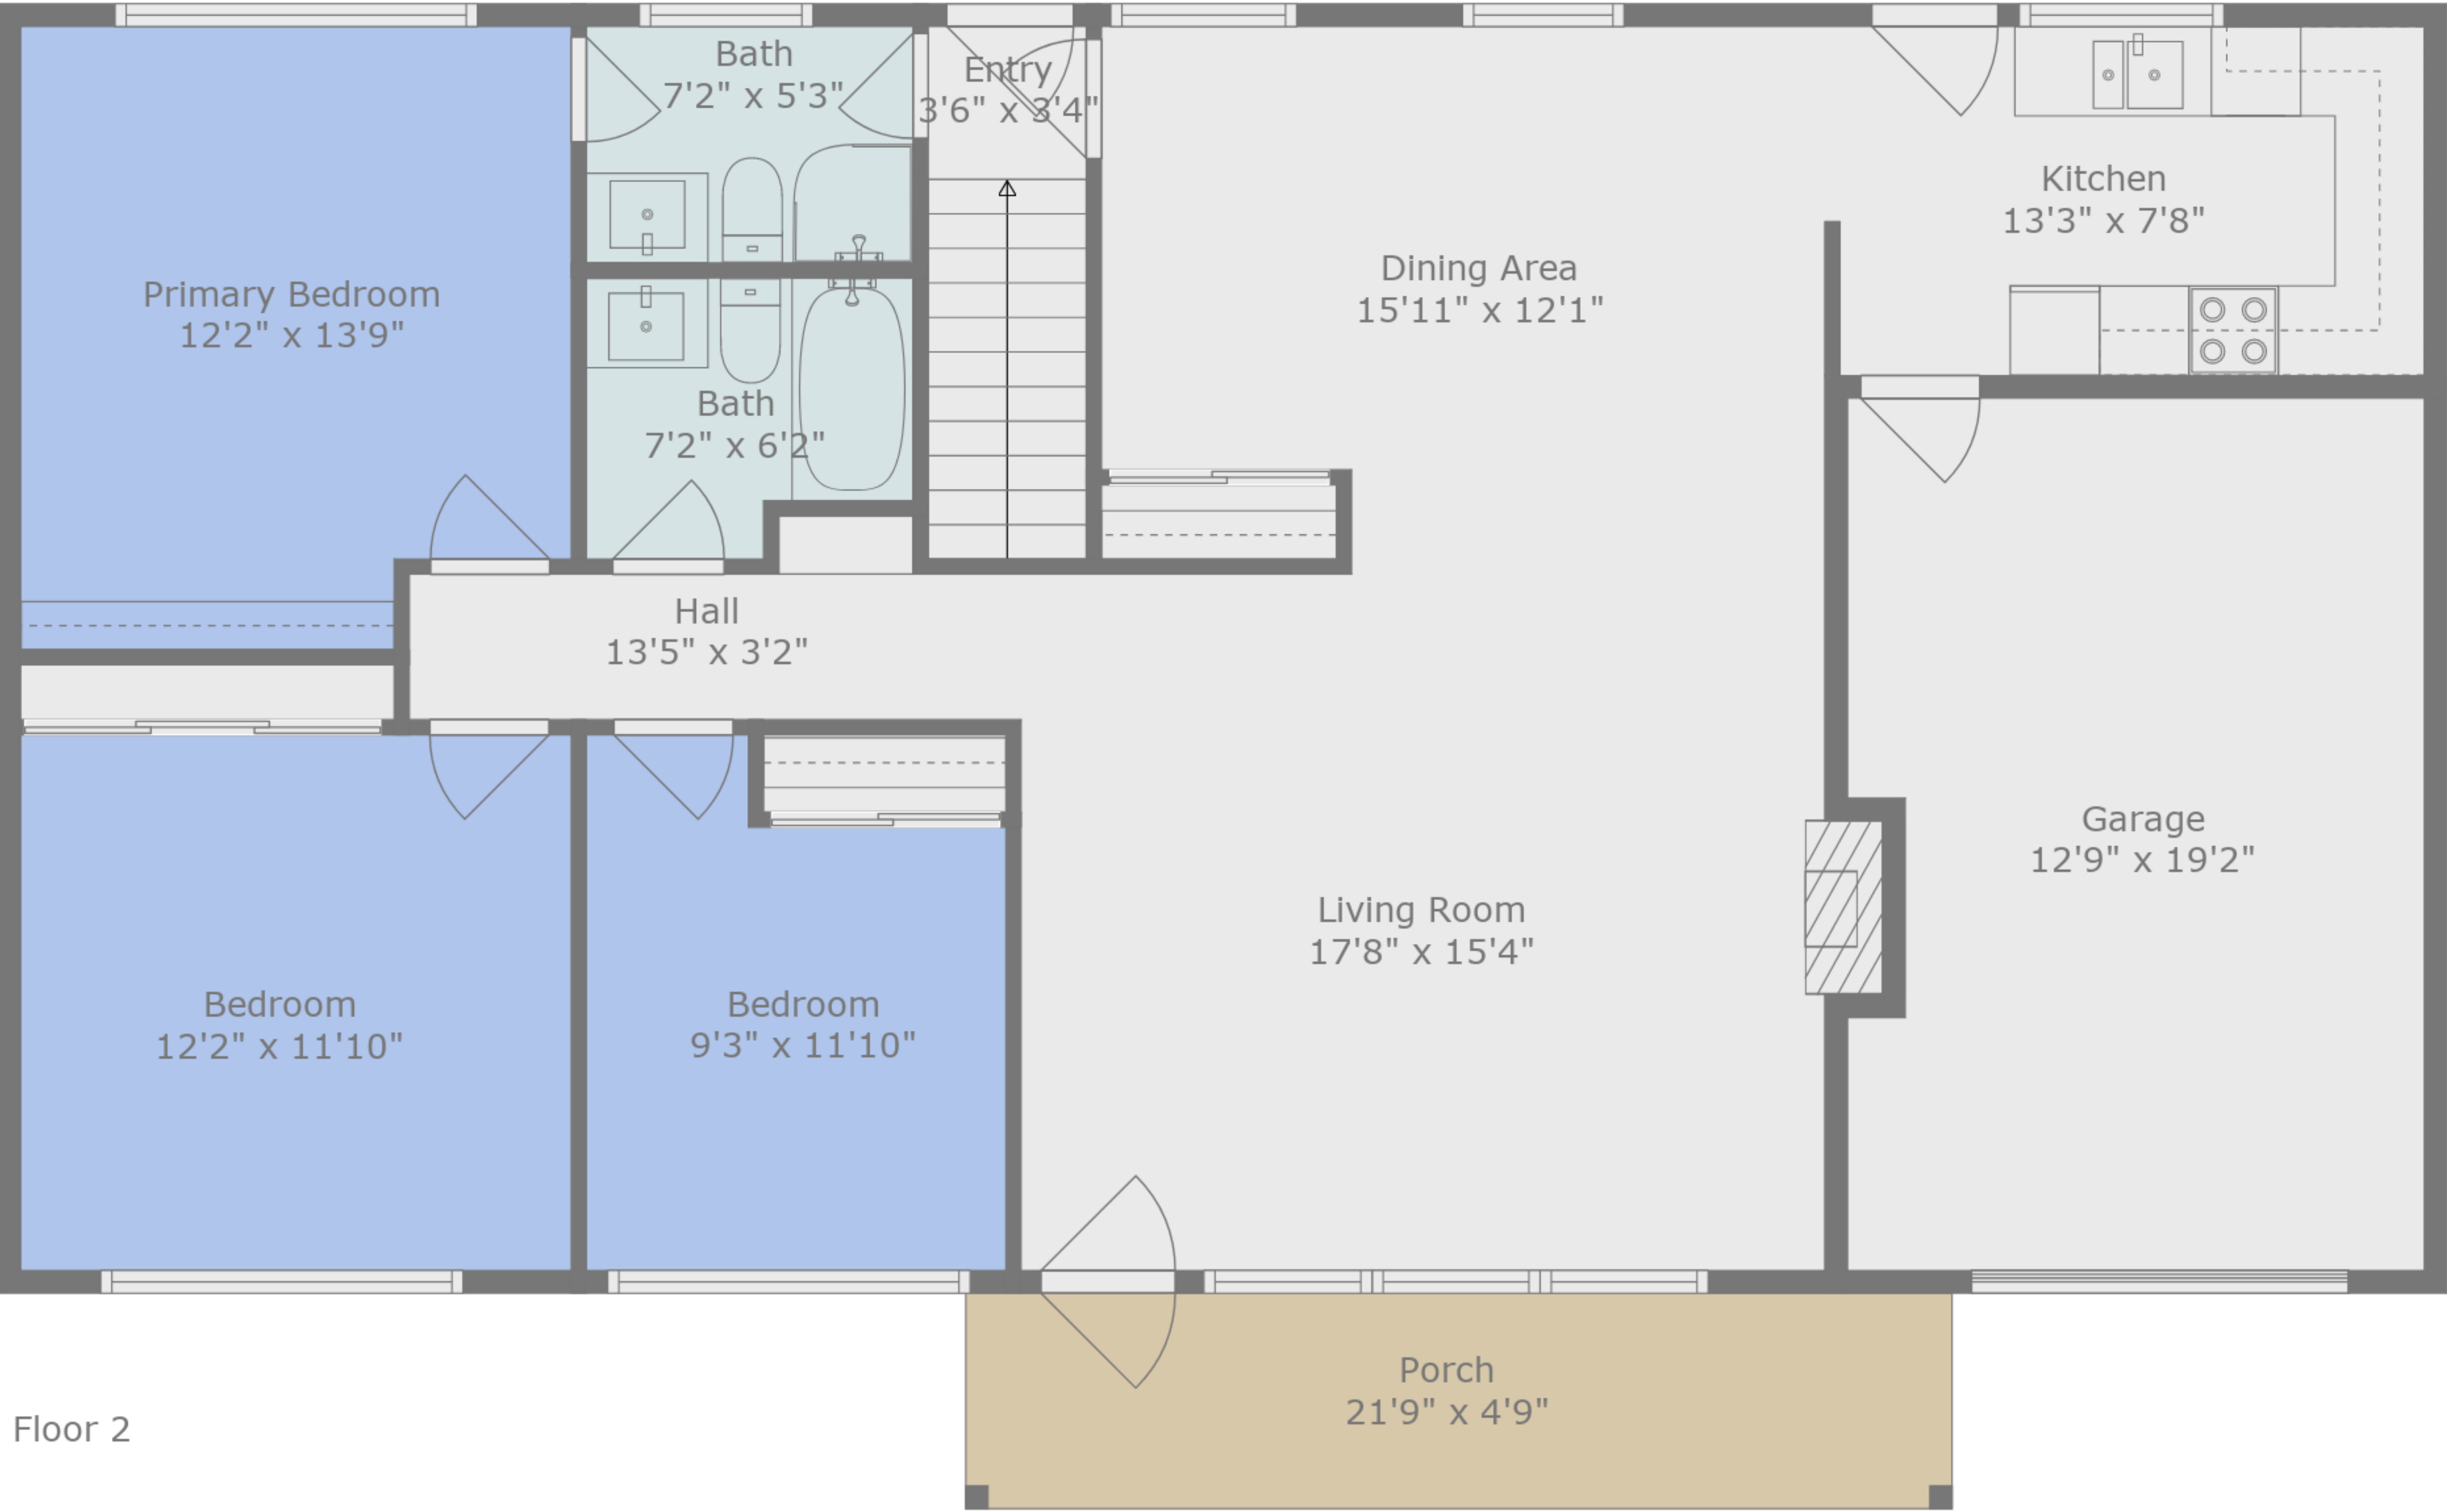 Bath
7'2" x 5'3"
Entry
3'6" x 3'4"
Kitchen
13'3" x 7'8"
Primary Bedroom
12'2" x 13'9"
Dining Area
15'11" x 12'1"
Bath
7'2" x 6'2"
Hall
13'5" x 3'2"
Garage
12'9" x 19'2"
Living Room
17'8" x 15'4"
Bedroom
12'2" x 11'10"
Bedroom
9'3" x 11'10"
Porch
21'9" x 4'9"
Floor 2